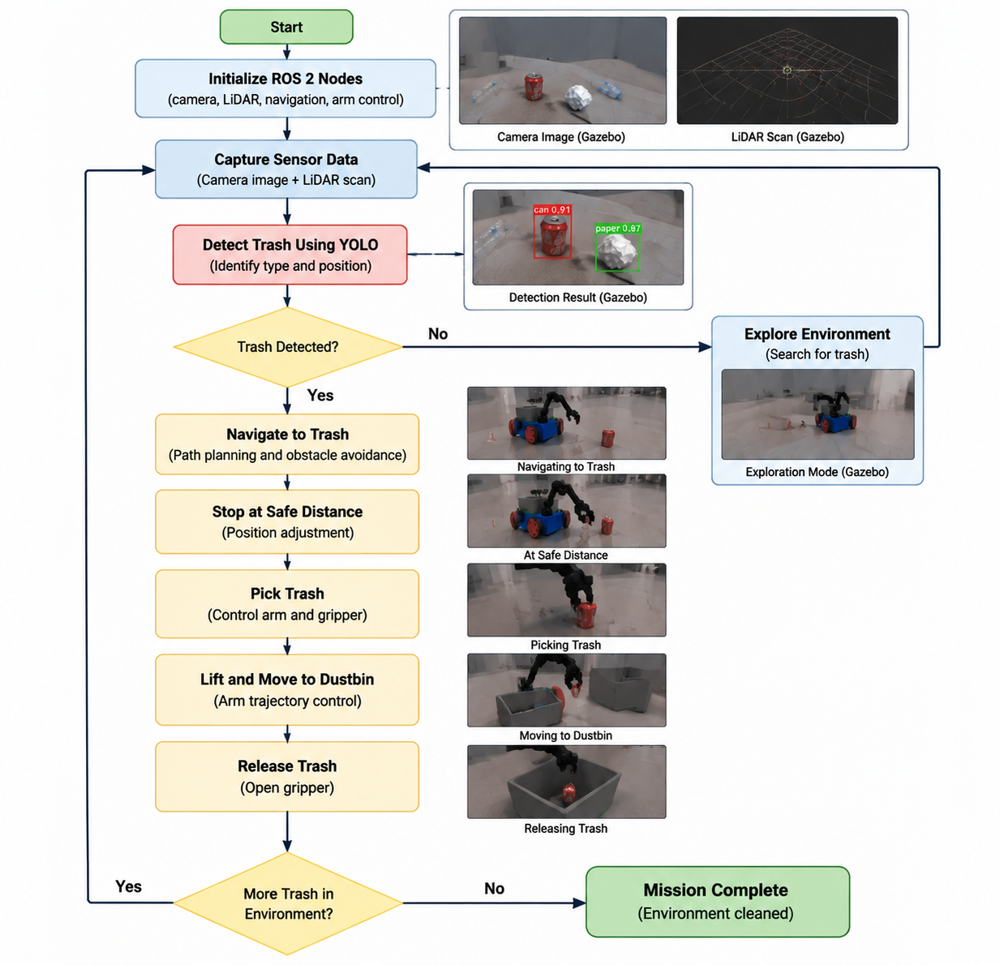 Start
Initialize ROS 2 Nodes
(camera, LiDAR, navigation, arm control)
Camera Image (Gazebo)
LiDAR Scan (Gazebo)
Capture Sensor Data
(Camera image + LiDAR scan)
Detect Trash Using YOLO
(Identify type and position)
can 0.91
paper 0.87
Detection Result (Gazebo)
Trash Detected?
No
Explore Environment
(Search for trash)
Exploration Mode (Gazebo)
Yes
Navigate to Trash
(Path planning and obstacle avoidance)
Navigating to Trash
Stop at Safe Distance
(Position adjustment)
At Safe Distance
Pick Trash
(Control arm and gripper)
Picking Trash
Lift and Move to Dustbin
(Arm trajectory control)
Moving to Dustbin
Release Trash
(Open gripper)
Releasing Trash
More Trash in
Environment?
Yes
No
Mission Complete
(Environment cleaned)